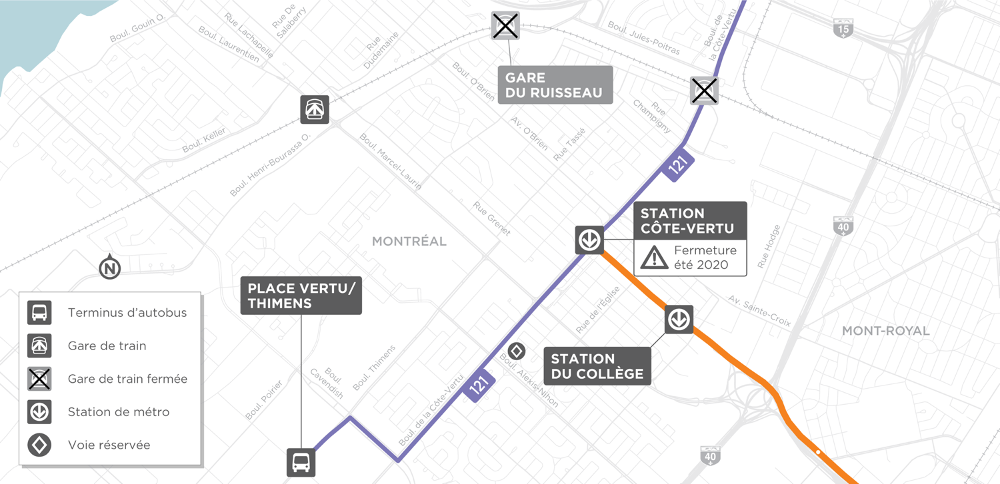 Boul. Gouin O.
Rue Lachapelle
Rue De
Salaberry
Boul. Laurentien
Rue
Dudemaine
Boul. Jules-Poitras
Boul. de
la Côte-Vertu
15
GARE
DU RUISSEAU
Boul. O'Brien
Rue
Champigny
Av. O'Brien
Rue Tassé
Boul. Keller
Boul. Henri-Bourassa O.
Boul. Marcel-Laurin
121
Rue Grenet
STATION
CÔTE-VERTU
Fermeture
été 2020
40
Rue Hodge
MONTRÉAL
N
PLACE VERTU/
THIMENS
Rue de l'Église
Av. Sainte-Croix
MONT-ROYAL
Terminus d'autobus
Gare de train
Gare de train fermée
Station de métro
Voie réservée
STATION
DU COLLÈGE
Boul. Poirier
Boul.
Cavendish
Boul. Thimens
Boul. de la Côte-Vertu
121
Boul. Alexis-Nihon
40